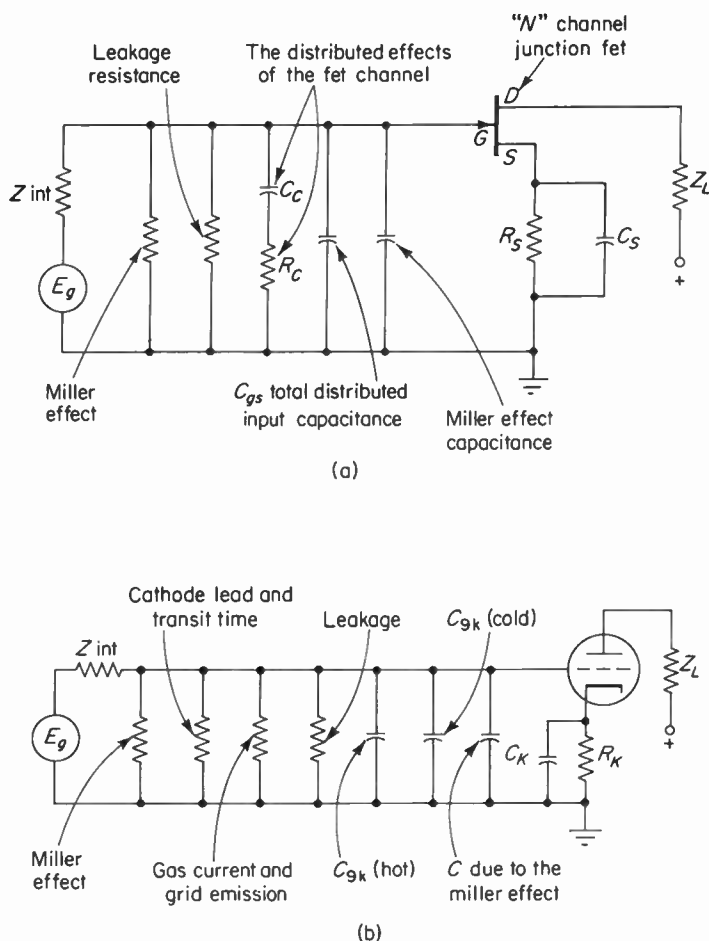 "N" channel
junction fet
Leakage
resistance
The distributed effects
of the fet channel
D
G
S
Z int
C_C
R_C
R_S
C_S
Z_L
E_g
+
Miller
effect
C_gs total distributed
input capacitance
Miller effect
capacitance
(a)
Cathode lead and
transit time
Leakage
C_gk (cold)
Z int
Z_L
E_g
C_K
R_K
+
Miller
effect
Gas current and
grid emission
C_gk (hot)
C due to the
miller effect
(b)